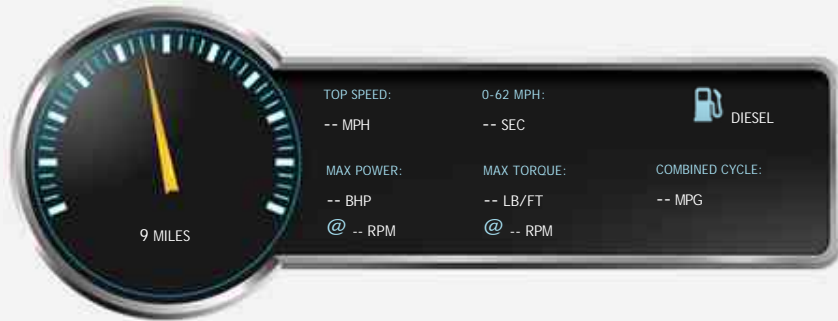 TOP SPEED:
-- MPH
0-62 MPH:
-- SEC
DIESEL
MAX POWER:
-- BHP
@ -- RPM
MAX TORQUE:
-- LB/FT
@ -- RPM
COMBINED CYCLE:
-- MPG
9 MILES